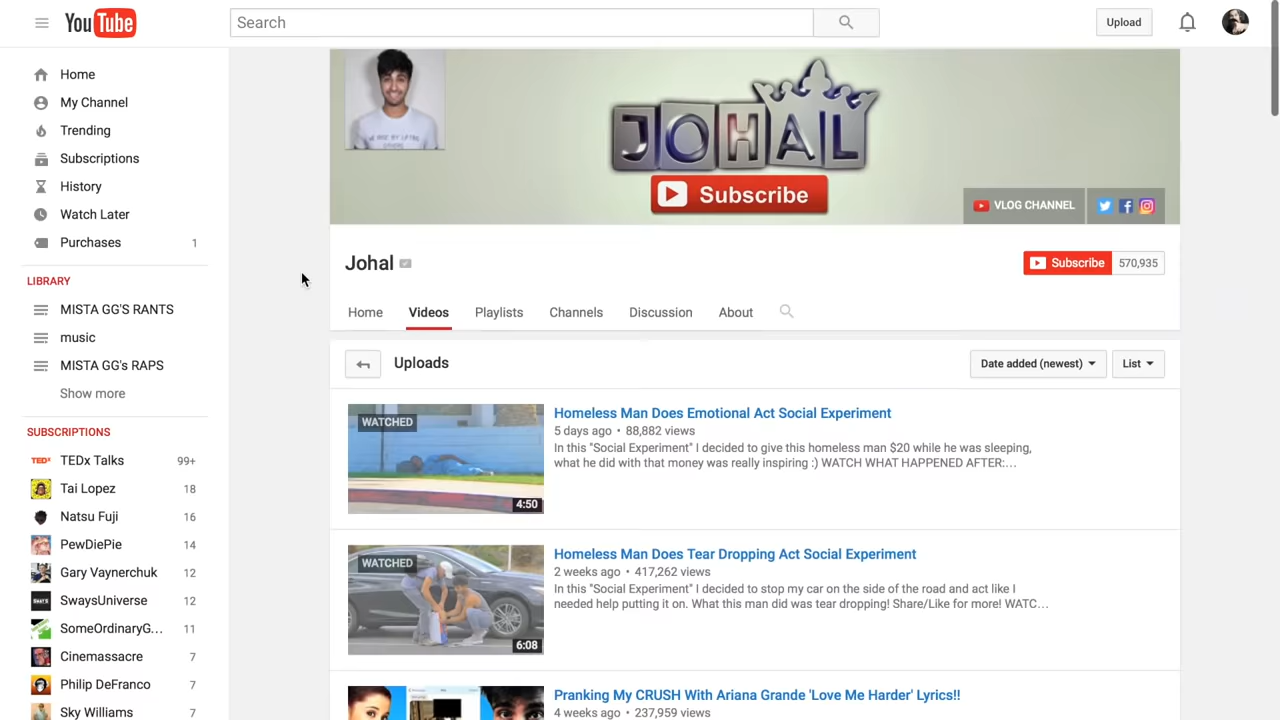 YouTube
Search
Upload
Home
My Channel
Trending
Subscriptions
History
Watch Later
Purchases 1
LIBRARY
MISTA GG'S RANTS
music
MISTA GG's RAPS
Show more
SUBSCRIPTIONS
TEDx Talks 99+
Tai Lopez 18
Natsu Fuji 16
PewDiePie 14
Gary Vaynerchuk 12
SwaysUniverse 12
SomeOrdinaryG... 11
Cinemassacre 7
Philip DeFranco 7
Sky Williams 7
JOHAL
Subscribe
VLOG CHANNEL
Johal
Subscribe 570,935
Home Videos Playlists Channels Discussion About
Uploads
Date added (newest) List
WATCHED
4:50
Homeless Man Does Emotional Act Social Experiment
5 days ago • 88,882 views
In this "Social Experiment" I decided to give this homeless man $20 while he was sleeping,
what he did with that money was really inspiring :) WATCH WHAT HAPPENED AFTER:...
WATCHED
6:08
Homeless Man Does Tear Dropping Act Social Experiment
2 weeks ago • 417,262 views
In this "Social Experiment" I decided to stop my car on the side of the road and act like I
needed help putting it on. What this man did was tear dropping! Share/Like for more! WATC...
Pranking My CRUSH With Ariana Grande 'Love Me Harder' Lyrics!!
4 weeks ago • 237,959 views